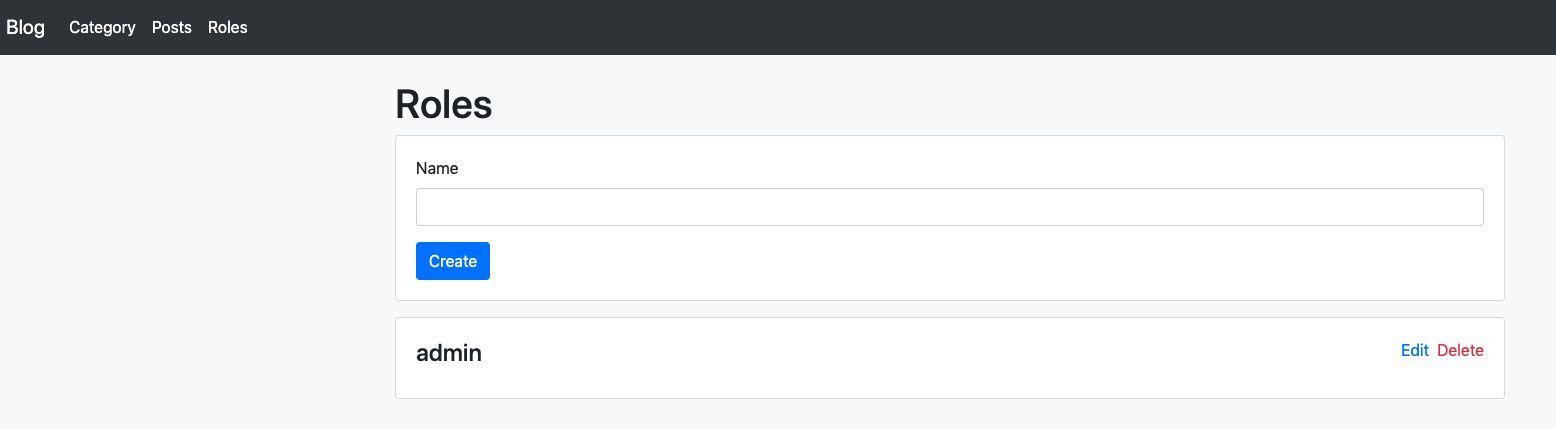 Blog Category Posts Roles
Roles
Name
Create
admin Edit Delete